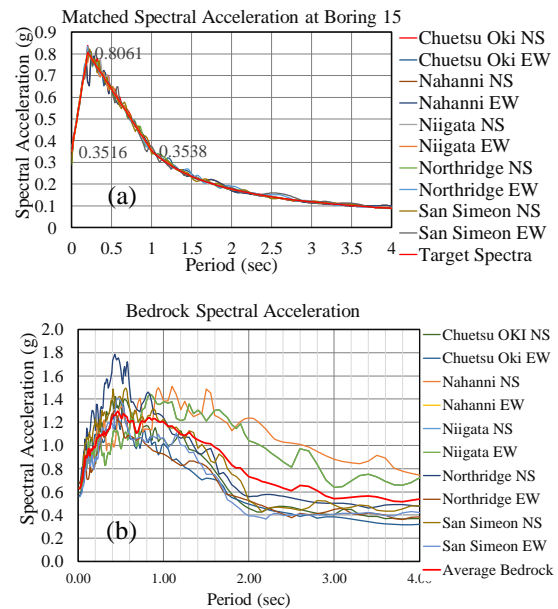 Matched Spectral Acceleration at Boring 15
Spectral Acceleration (g)
0.9
0.8
0.7
0.6
0.5
0.4
0.3
0.2
0.1
0
0.8061
0.3516
0.3538
(a)
0 0.5 1 1.5 2 2.5 3 3.5 4
Period (sec)
Chuetsu Oki NS
Chuetsu Oki EW
Nahanni NS
Nahanni EW
Niigata NS
Niigata EW
Northridge NS
Northridge EW
San Simeon NS
San Simeon EW
Target Spectra
Bedrock Spectral Acceleration
Spectral Acceleration (g)
2.0
1.8
1.6
1.4
1.2
1.0
0.8
0.6
0.4
0.2
0.0
(b)
0.00 1.00 2.00 3.00 4.00
Period (sec)
Chuetsu OKI NS
Chuetsu Oki EW
Nahanni NS
Nahanni EW
Niigata NS
Niigata EW
Northridge NS
Northridge EW
San Simeon NS
San Simeon EW
Average Bedrock